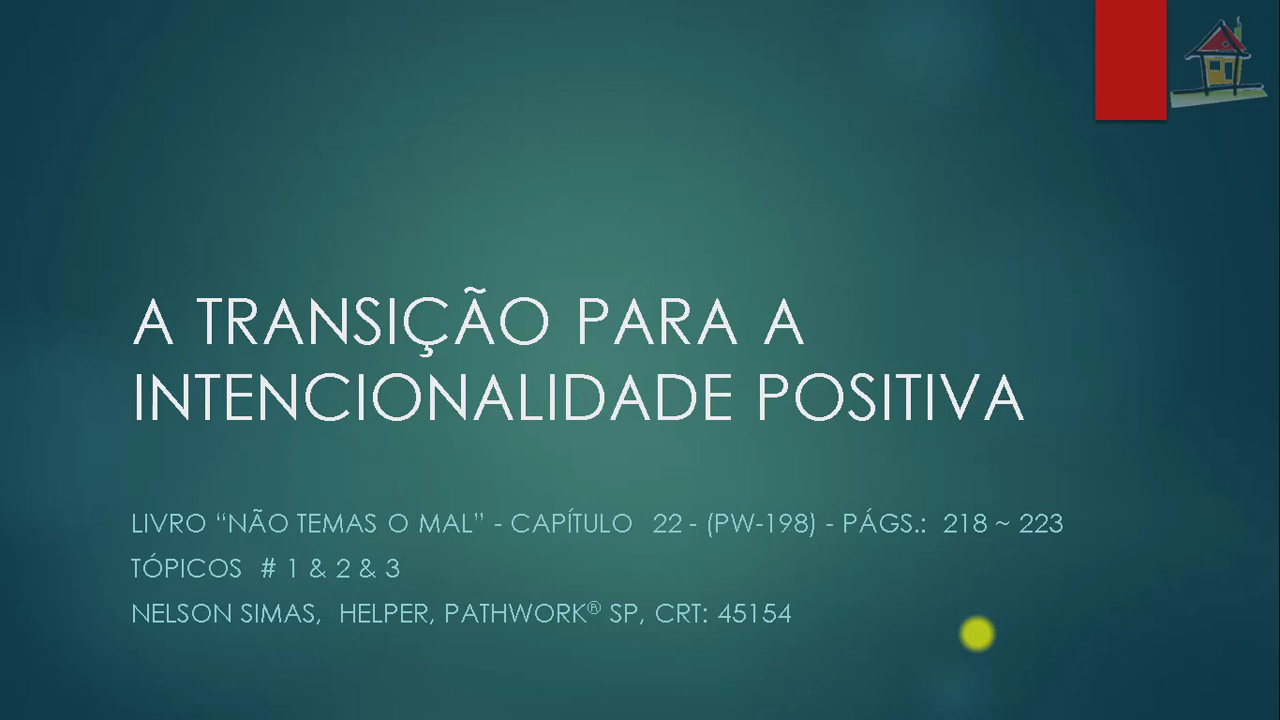 A TRANSIÇÃO PARA A
INTENCIONALIDADE POSITIVA
LIVRO “NÃO TEMAS O MAL” - CAPÍTULO 22 - (PW-198) - PÁGS.: 218 ~ 223
TÓPICOS # 1 & 2 & 3
NELSON SIMAS, HELPER, PATHWORK® SP, CRT: 45154